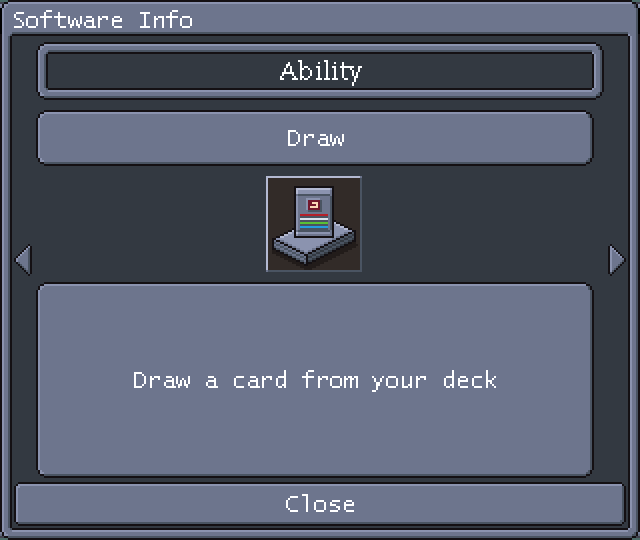 Software Info
Ability
Draw
Draw a card from your deck
Close